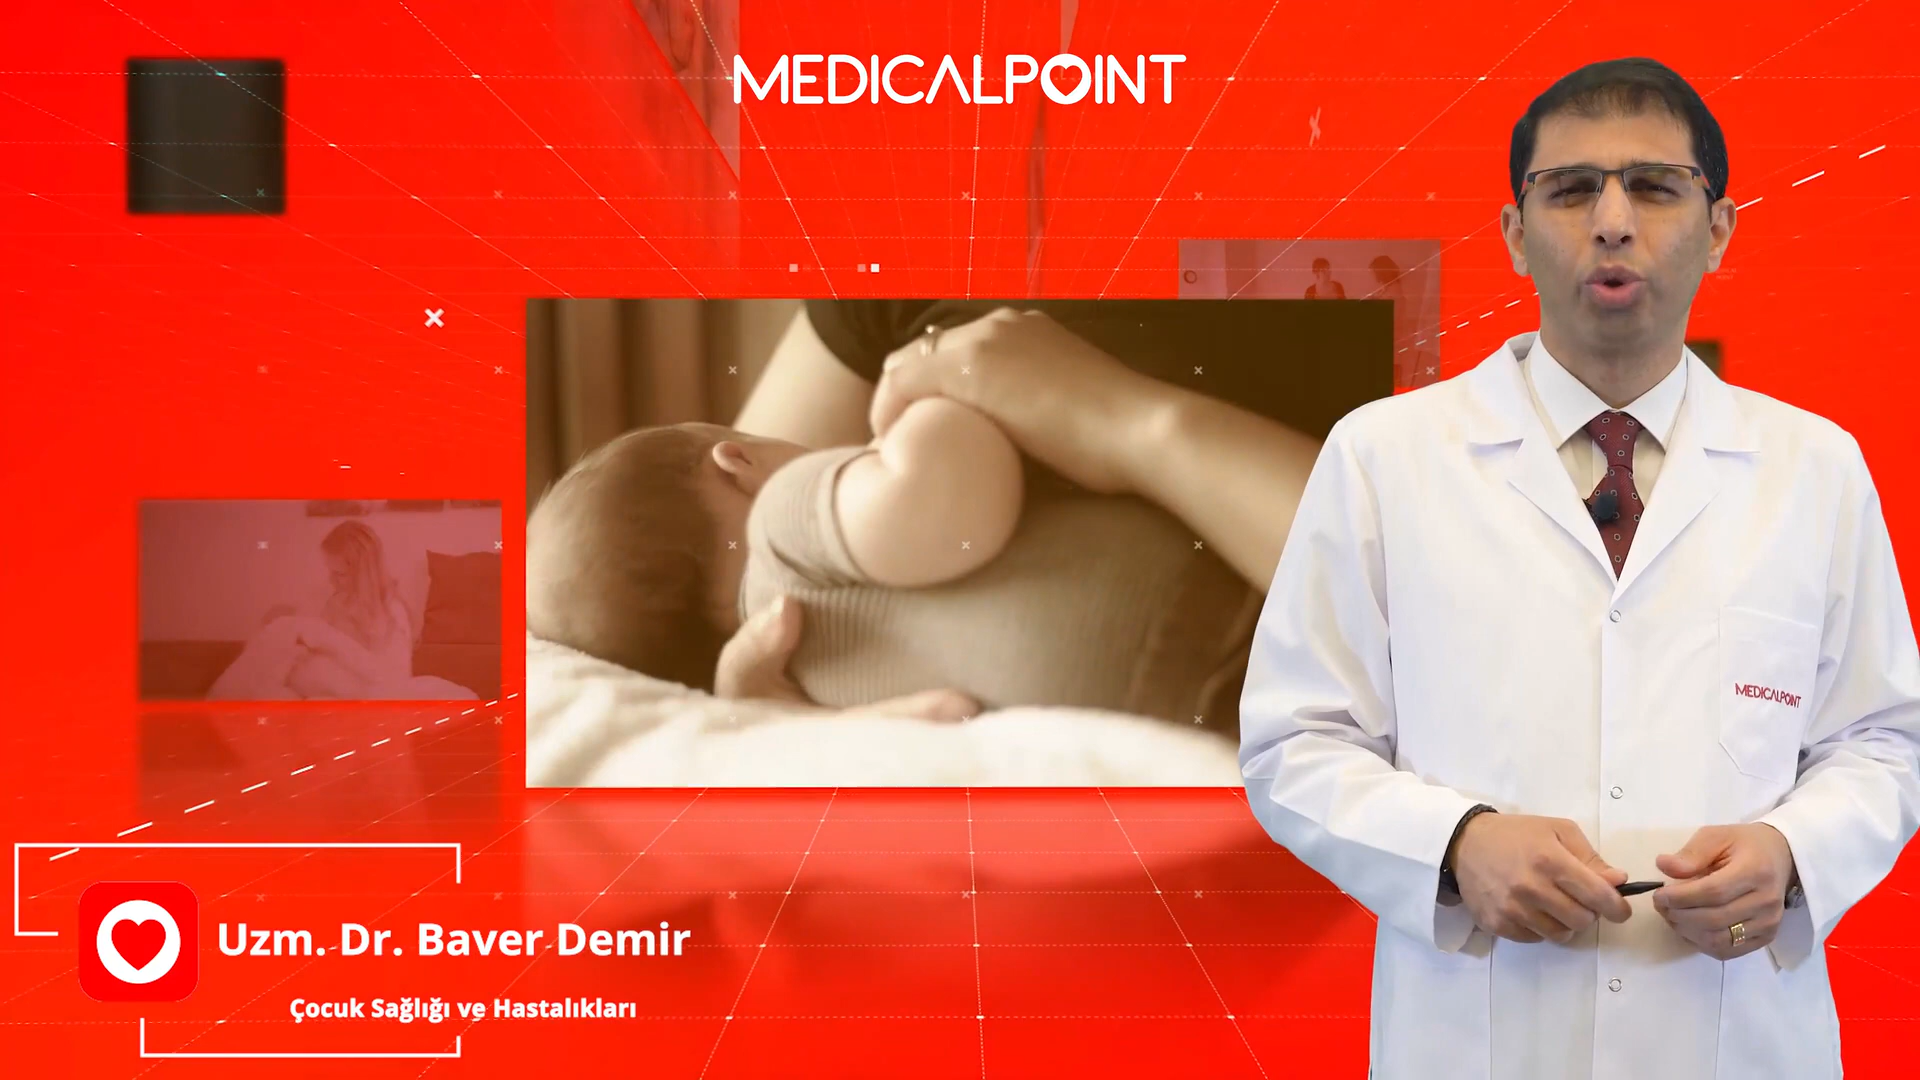 MEDICALPOINT
MEDICALPOINT
Uzm. Dr. Baver Demir
Çocuk Sağlığı ve Hastalıkları